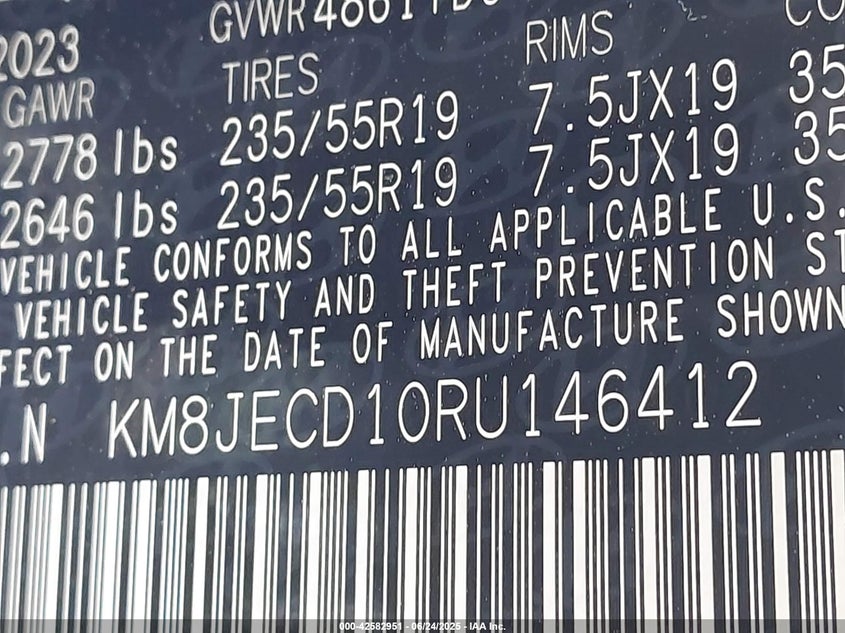 GVWR
2023
TIRES
RIMS
CO
GAWR
2778 lbs 235/55R19 7.5JX19 35
2646 lbs 235/55R19 7.5JX19 35
VEHICLE CONFORMS TO ALL APPLICABLE U.S.
VEHICLE SAFETY AND THEFT PREVENTION ST
FECT ON THE DATE OF MANUFACTURE SHOWN
.N KM8JECD10RU146412
000-42582951 - 06/24/2025 - IAA Inc.